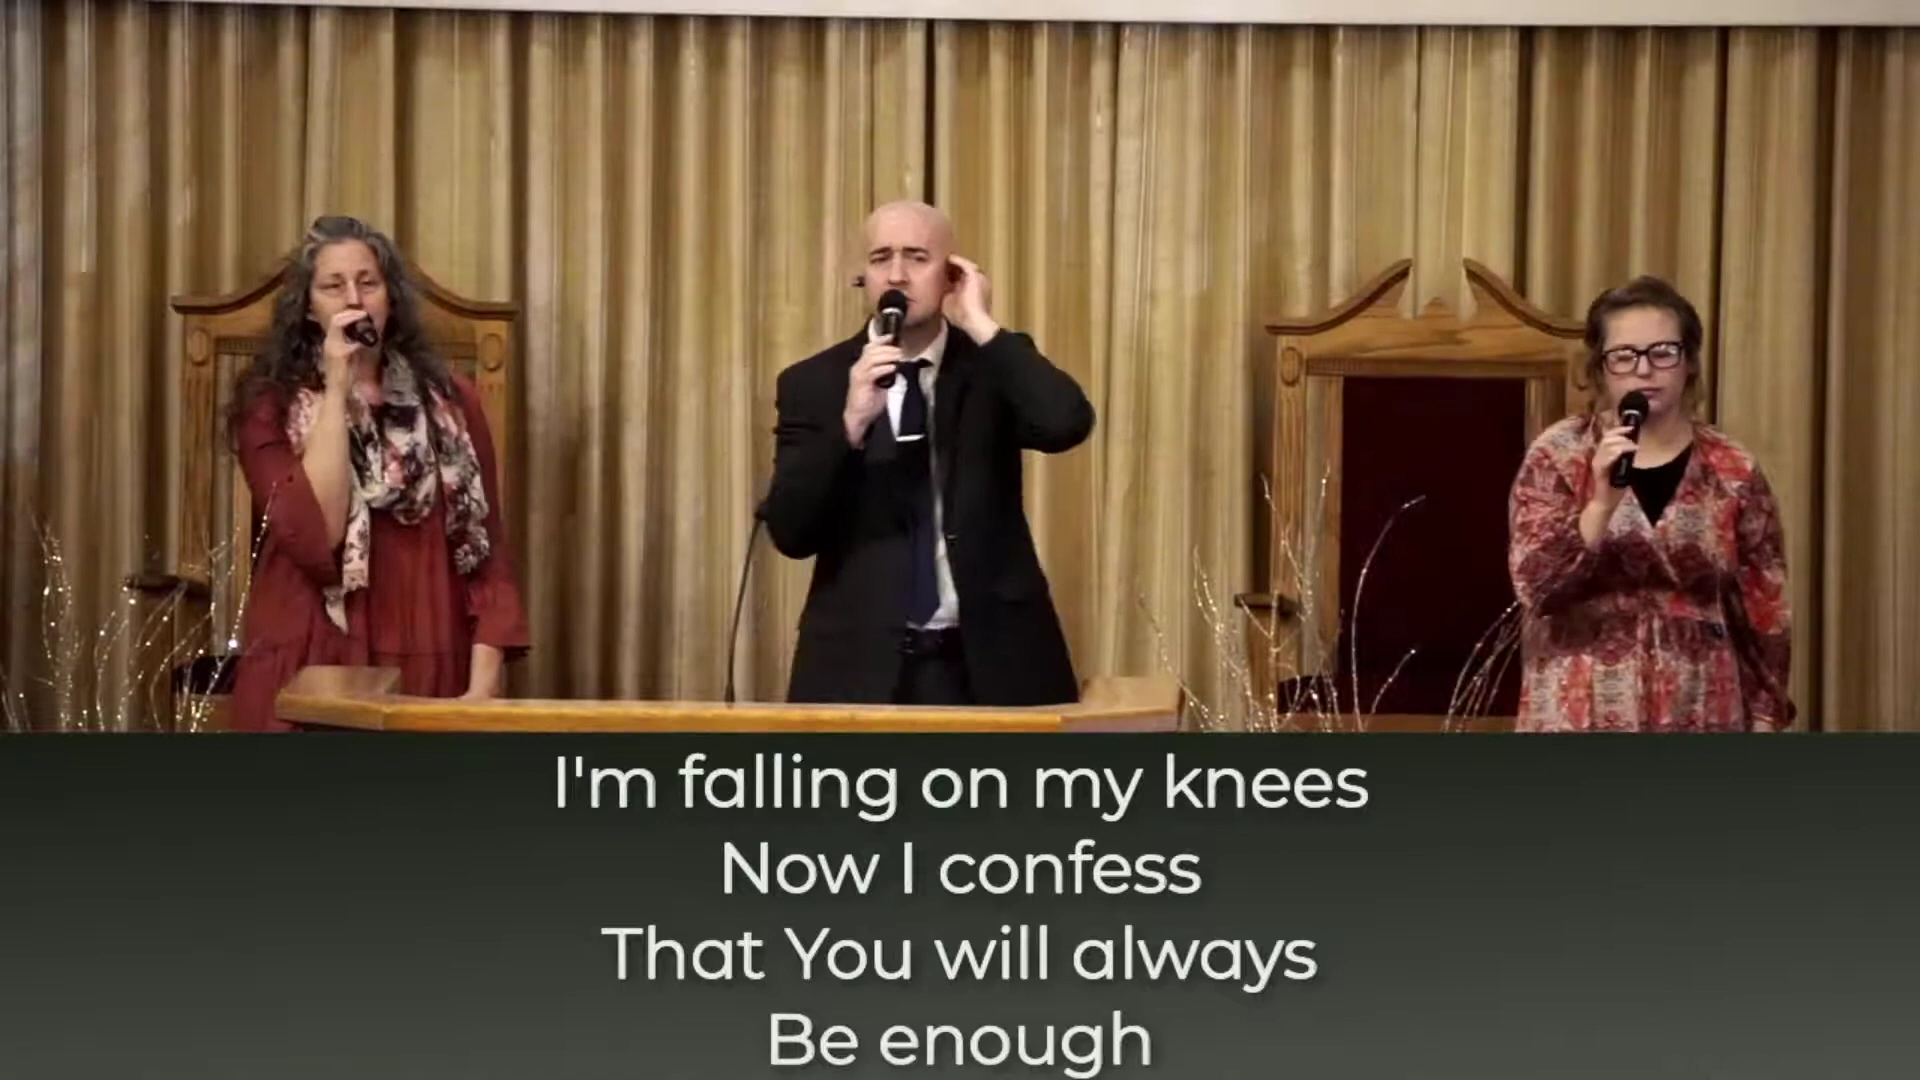 I'm falling on my knees
Now I confess
That You will always
Be enough